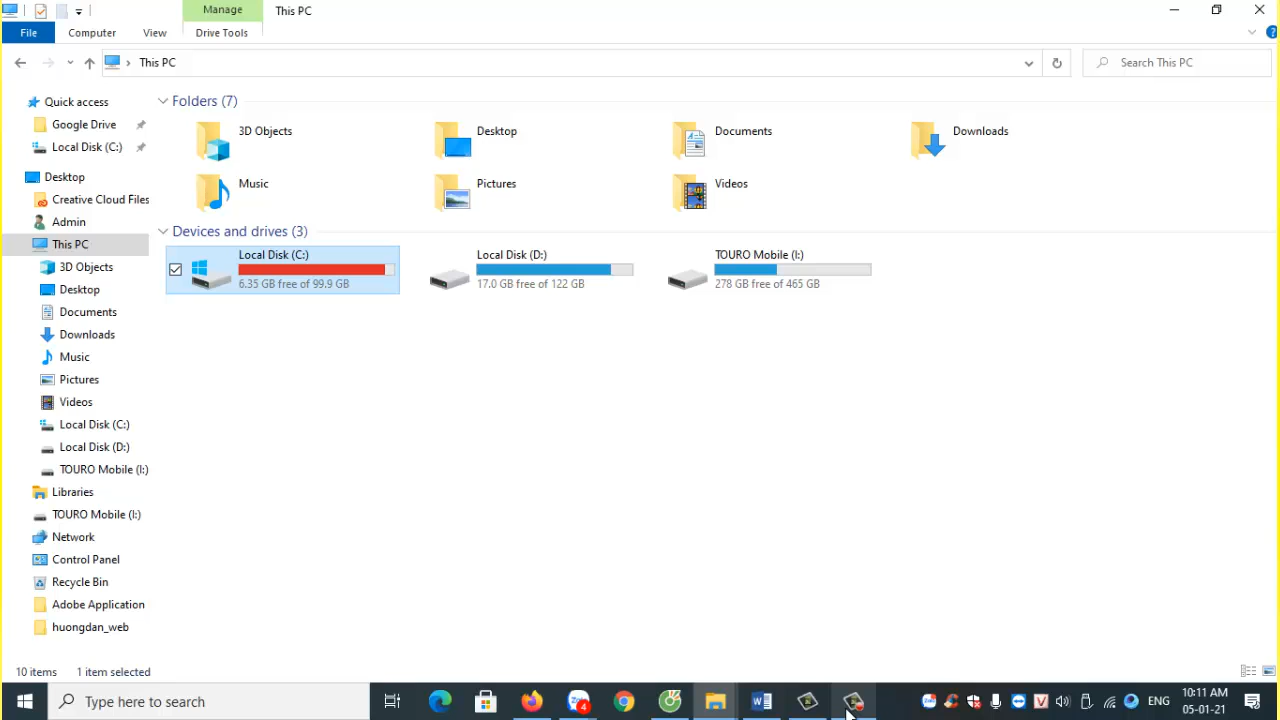 Manage
This PC
File
Computer
View
Drive Tools
This PC
Search This PC
Quick access
Google Drive
Local Disk (C:)
Desktop
Creative Cloud Files
Admin
This PC
3D Objects
Desktop
Documents
Downloads
Music
Pictures
Videos
Local Disk (C:)
Local Disk (D:)
TOURO Mobile (I:)
Libraries
TOURO Mobile (I:)
Network
Control Panel
Recycle Bin
Adobe Application
huongdan_web
Folders (7)
3D Objects
Desktop
Documents
Downloads
Music
Pictures
Videos
Devices and drives (3)
Local Disk (C:)
6.35 GB free of 99.9 GB
Local Disk (D:)
17.0 GB free of 122 GB
TOURO Mobile (I:)
278 GB free of 465 GB
10 items
1 item selected
Type here to search
4
ENG
10:11 AM
05-01-21